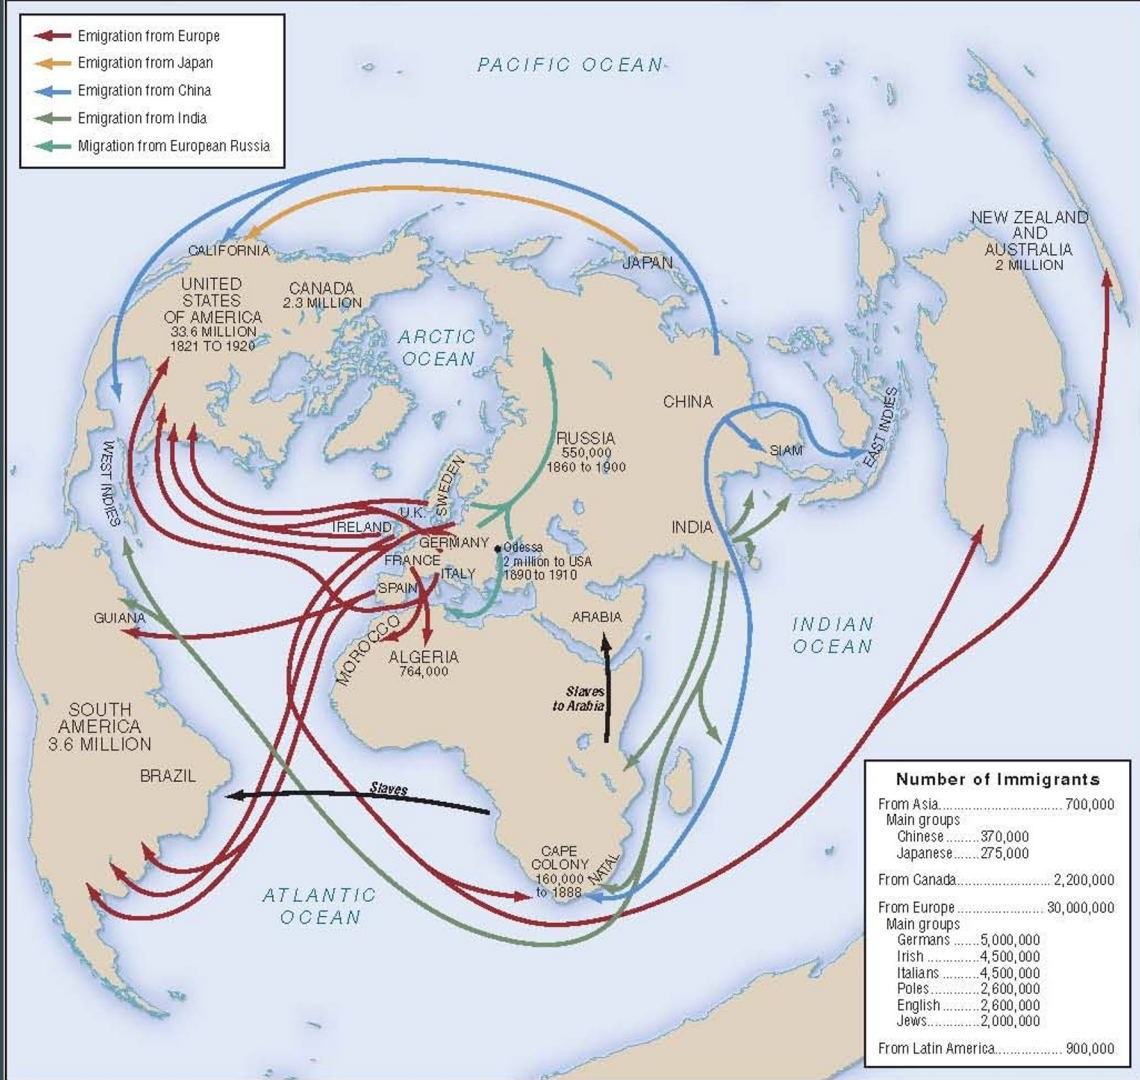 Emigration from Europe
Emigration from Japan
Emigration from China
Emigration from India
Migration from European Russia
PACIFIC OCEAN
CALIFORNIA
UNITED
STATES
OF AMERICA
33.6 MILLION
1821 TO 1920
CANADA
2.3 MILLION
JAPAN
NEW ZEALAND
AND
AUSTRALIA
2 MILLION
ARCTIC
OCEAN
CHINA
RUSSIA
550,000
1860 to 1900
SIAM
EAST INDIES
WEST INDIES
SWEDEN
U.K.
IRELAND
GERMANY
FRANCE
ITALY
SPAIN
Odessa
2 million to USA
1890 to 1910
INDIA
GUIANA
MOROCCO
ALGERIA
764,000
ARABIA
INDIAN
OCEAN
Slaves
to Arabia
SOUTH
AMERICA
3.6 MILLION
BRAZIL
Slaves
CAPE
COLONY
160,000
to 1888
NATAL
ATLANTIC
OCEAN
Number of Immigrants
From Asia.............................. 700,000
Main groups
Chinese .........370,000
Japanese......275,000
From Canada....................... 2,200,000
From Europe ....................... 30,000,000
Main groups
Germans .......5,000,000
Irish ..............4,500,000
Italians ..........4,500,000
Poles.............2,600,000
English ..........2,600,000
Jews..............2,000,000
From Latin America................... 900,000